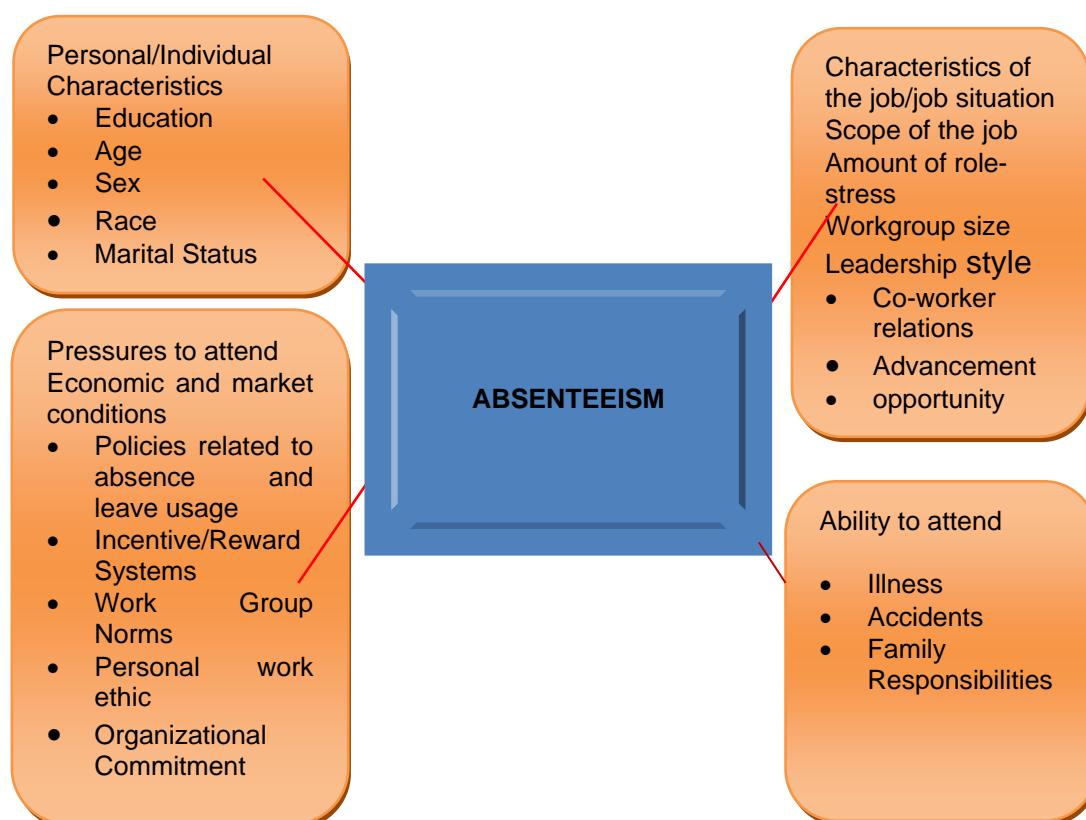 Personal/Individual
Characteristics
• Education
• Age
• Sex
• Race
• Marital Status
Pressures to attend
Economic and market
conditions
• Policies related to
absence and
leave usage
• Incentive/Reward
Systems
• Work Group
Norms
• Personal work
ethic
• Organizational
Commitment
ABSENTEEISM
Characteristics of
the job/job situation
Scope of the job
Amount of role-
stress
Workgroup size
Leadership style
• Co-worker
relations
• Advancement
• opportunity
Ability to attend
• Illness
• Accidents
• Family
Responsibilities